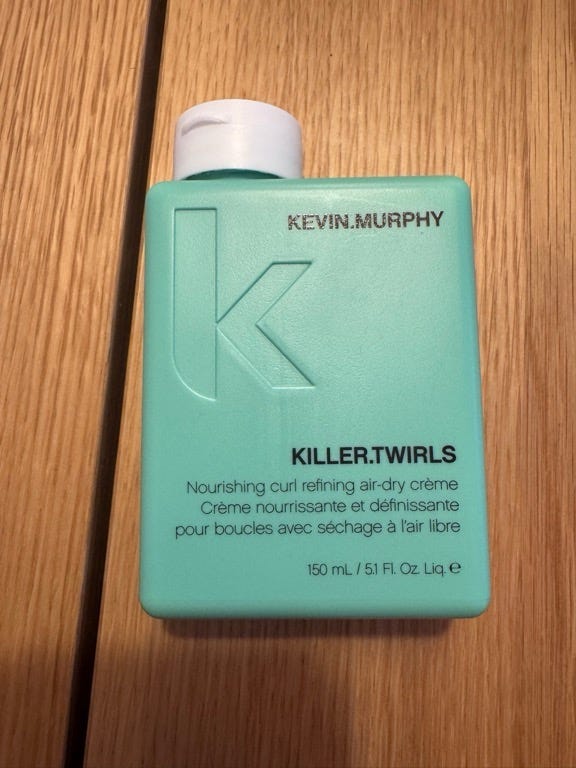 KEVIN.MURPHY
KILLER.TWIRLS
Nourishing curl refining air-dry crème
Crème nourrissante et définissante
pour boucles avec séchage à l'air libre
150 mL / 5.1 Fl. Oz. Liq. ℮